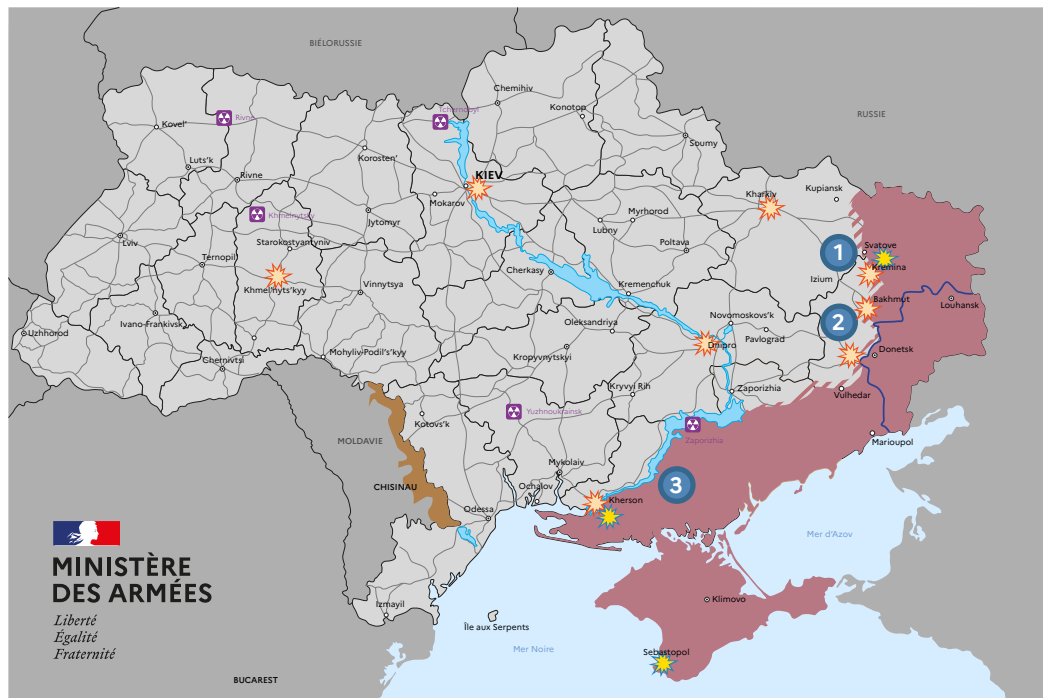 BIÉLORUSSIE
Chemihiv
Tchernobyl
Konotop
RUSSIE
Rivne
Kovel'
Soumy
Korosten'
Luts'k
Rivne
KIEV
Kharkiv
Kupiansk
Mokarov
Khmelnytsky
Jytomyr
Myrhorod
Lubny
Lviv
Starokostyantyniv
Poltava
1
Svatove
Ternopil
Kremina
Cherkasy
Izium
Khmelnyts'kyy
Vinnytsya
Kremenchuk
Bakhmut
Louhansk
Ivano-Frankivsk
Oleksandriya
Novomoskovs'k
2
Uzhhorod
Pavlograd
Dnipro
Donetsk
Chernivtsi
Mohyliv-Podil's'kyy
Kropyvnytskyi
Kryvyi Rih
Zaporizhia
Vulhedar
Yuzhnoukrainsk
Kotovs'k
MOLDAVIE
Zaporizhia
Marioupol
Mykolaiv
CHISINAU
Ochalov
3
Kherson
Odessa
Mer d'Azov
MINISTÈRE
DES ARMÉES
Liberté
Égalité
Fraternité
Izmayil
Klimovo
Île aux Serpents
Mer Noire
Sebastopol
BUCAREST